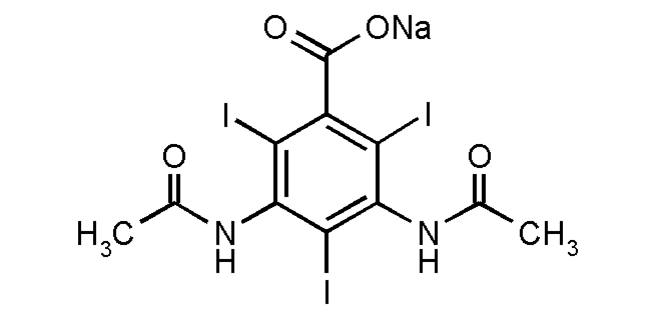 O ONa
I I
O O
H₃C N N CH₃
H H
I